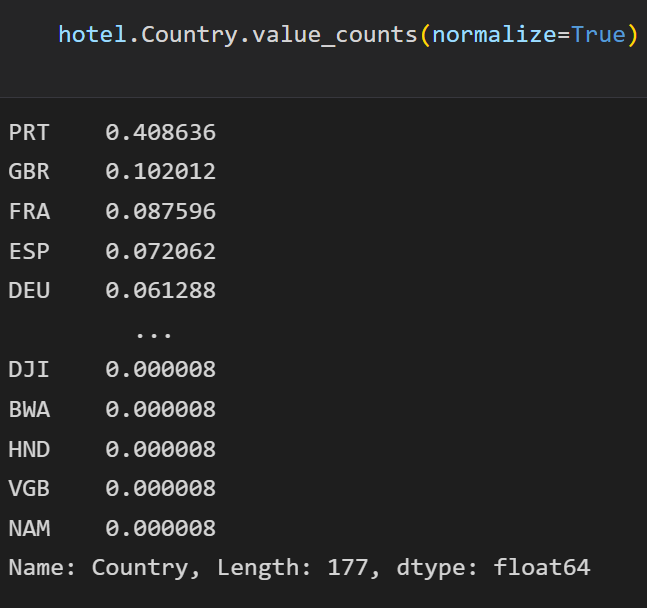 hotel.Country.value_counts(normalize=True)
PRT    0.408636
GBR    0.102012
FRA    0.087596
ESP    0.072062
DEU    0.061288
...
DJI    0.000008
BWA    0.000008
HND    0.000008
VGB    0.000008
NAM    0.000008
Name: Country, Length: 177, dtype: float64